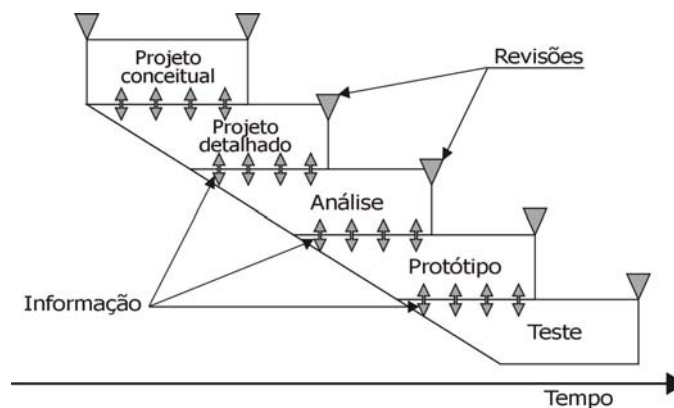 Projeto
conceitual
Revisões
Projeto
detalhado
Análise
Protótipo
Informação
Teste
Tempo